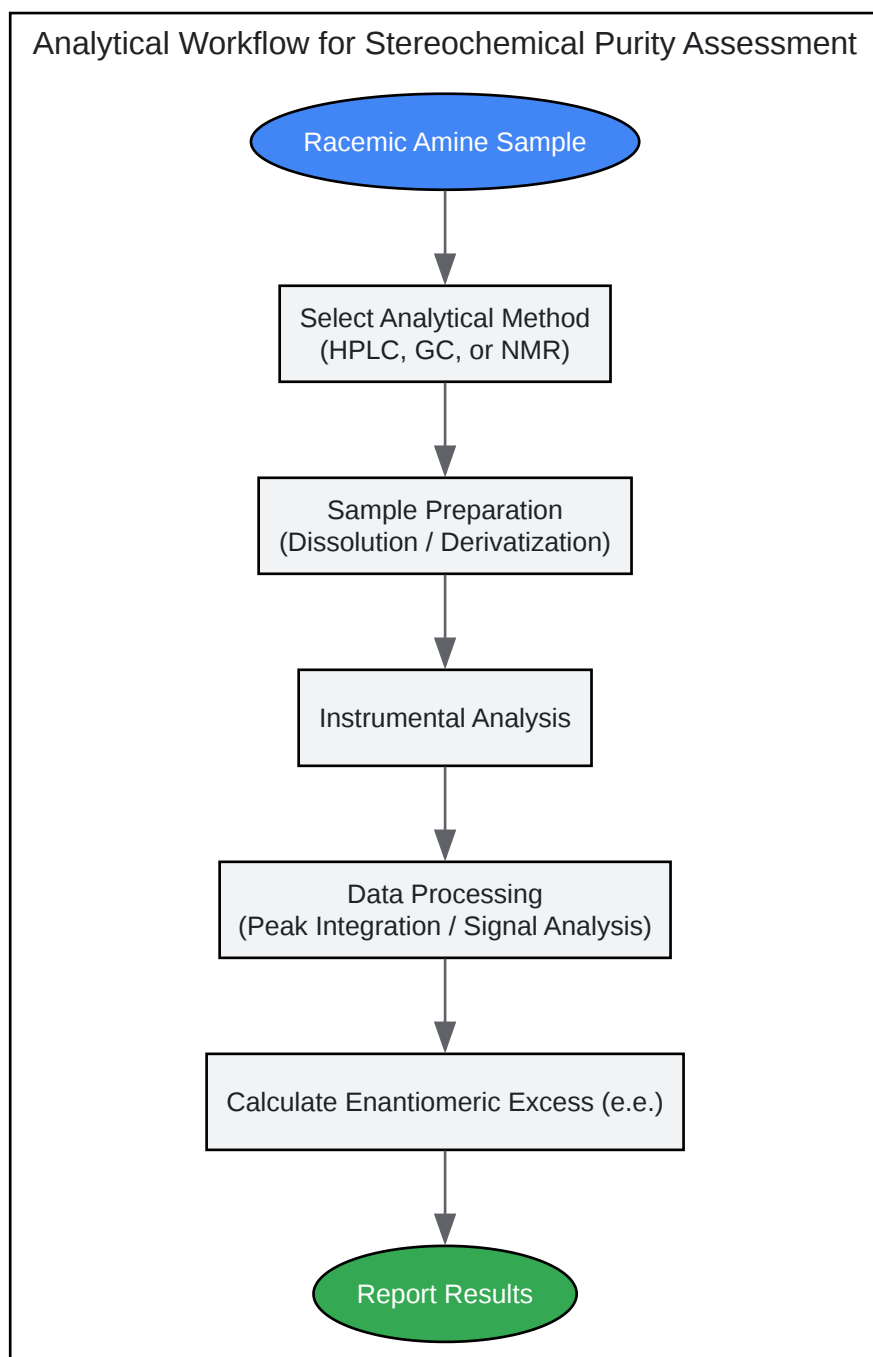 Analytical Workflow for Stereochemical Purity Assessment
Racemic Amine Sample
Select Analytical Method
(HPLC, GC, or NMR)
Sample Preparation
(Dissolution / Derivatization)
Instrumental Analysis
Data Processing
(Peak Integration / Signal Analysis)
Calculate Enantiomeric Excess (e.e.)
Report Results